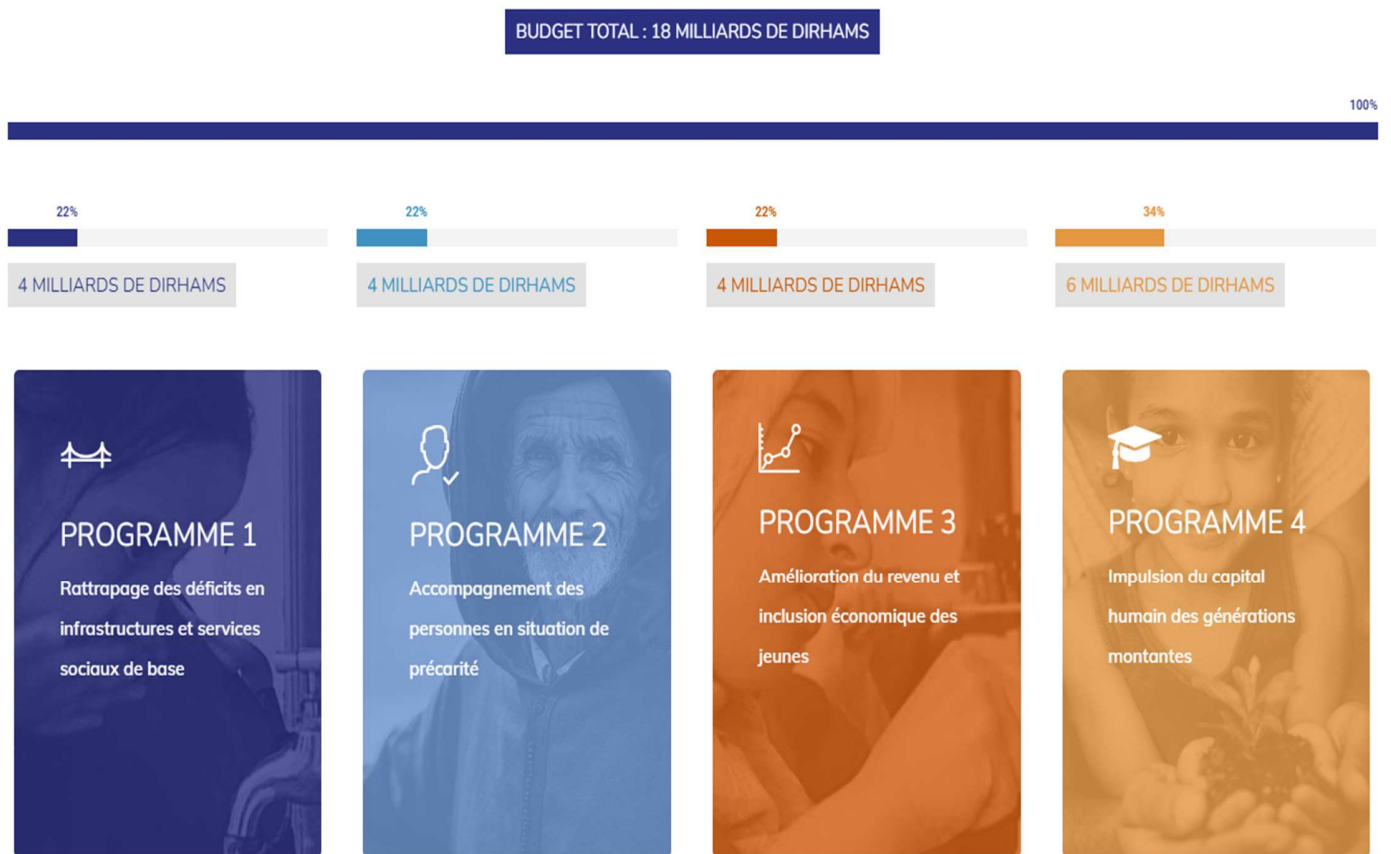 BUDGET TOTAL : 18 MILLIARDS DE DIRHAMS
100%
22%
22%
22%
34%
4 MILLIARDS DE DIRHAMS
4 MILLIARDS DE DIRHAMS
4 MILLIARDS DE DIRHAMS
6 MILLIARDS DE DIRHAMS
PROGRAMME 1
Rattrapage des déficits en
infrastructures et services
sociaux de base
PROGRAMME 2
Accompagnement des
personnes en situation de
précarité
PROGRAMME 3
Amélioration du revenu et
inclusion économique des
jeunes
PROGRAMME 4
Impulsion du capital
humain des générations
montantes